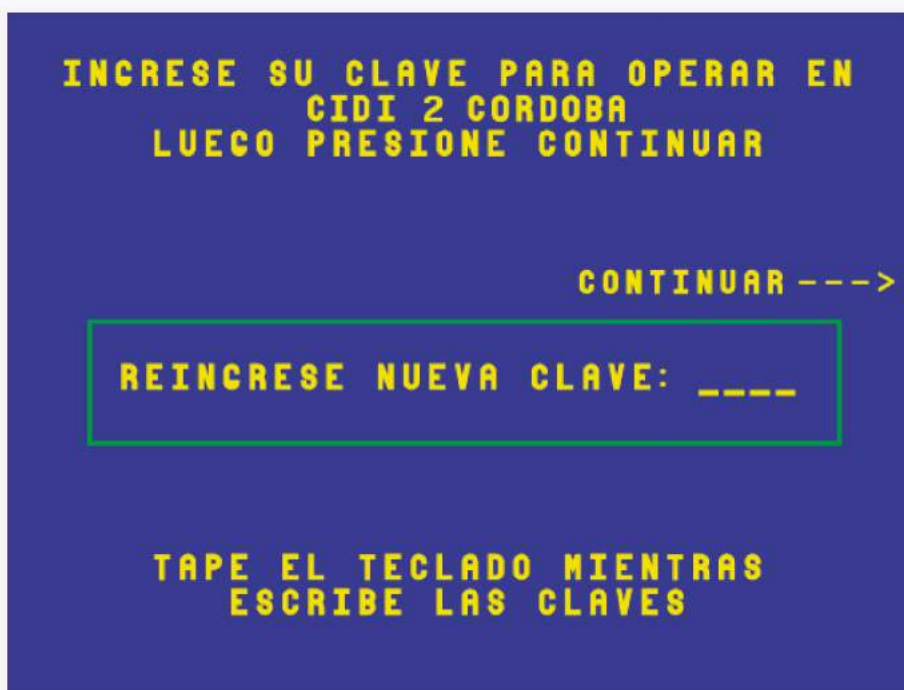 INGRESE SU CLAVE PARA OPERAR EN
CIDI 2 CORDOBA
LUEGO PRESIONE CONTINUAR
CONTINUAR --->
REINGRESE NUEVA CLAVE: ____
TAPE EL TECLADO MIENTRAS
ESCRIBE LAS CLAVES